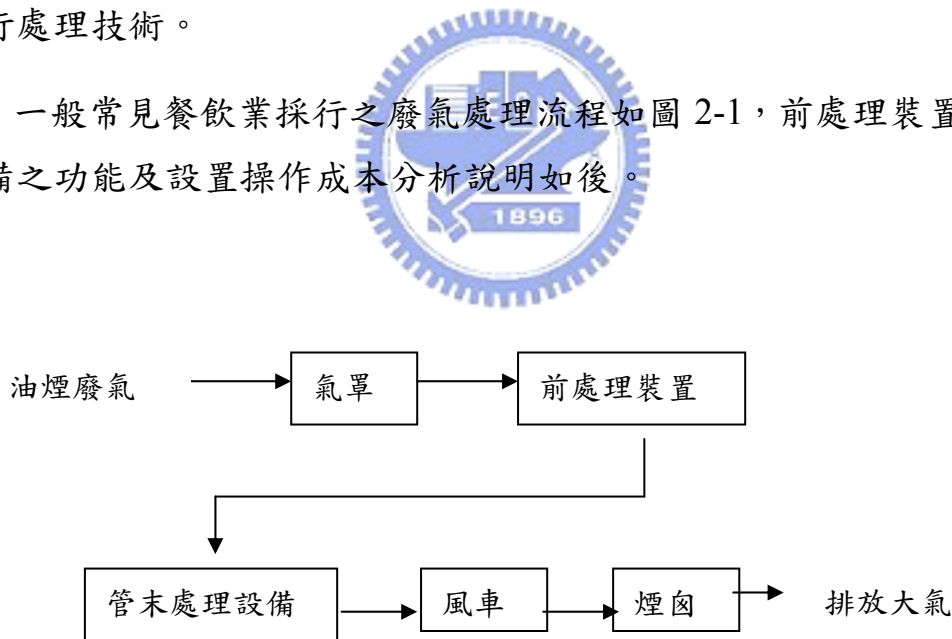 行處理技術。
一般常見餐飲業採行之廢氣處理流程如圖 2-1，前處理裝置
備之功能及設置操作成本分析說明如後。
1896
油煙廢氣 氣罩 前處理裝置
管末處理設備 風車 煙囪 排放大氣